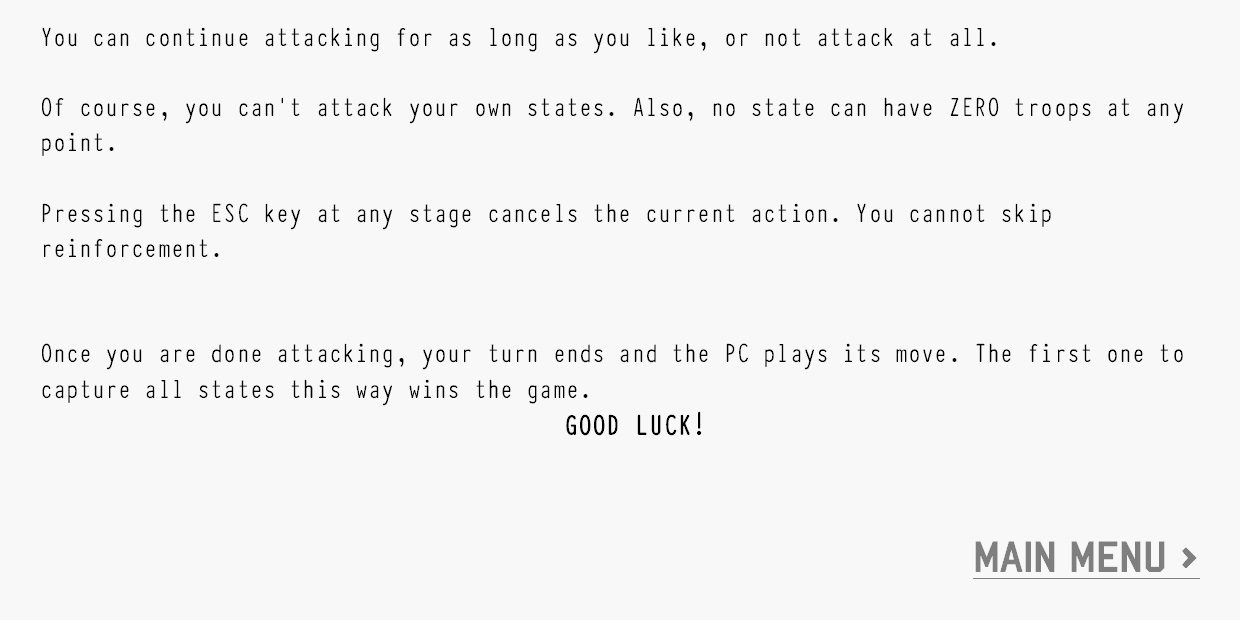 You can continue attacking for as long as you like, or not attack at all.
Of course, you can't attack your own states. Also, no state can have ZERO troops at any
point.
Pressing the ESC key at any stage cancels the current action. You cannot skip
reinforcement.
Once you are done attacking, your turn ends and the PC plays its move. The first one to
capture all states this way wins the game.
GOOD LUCK!
MAIN MENU >